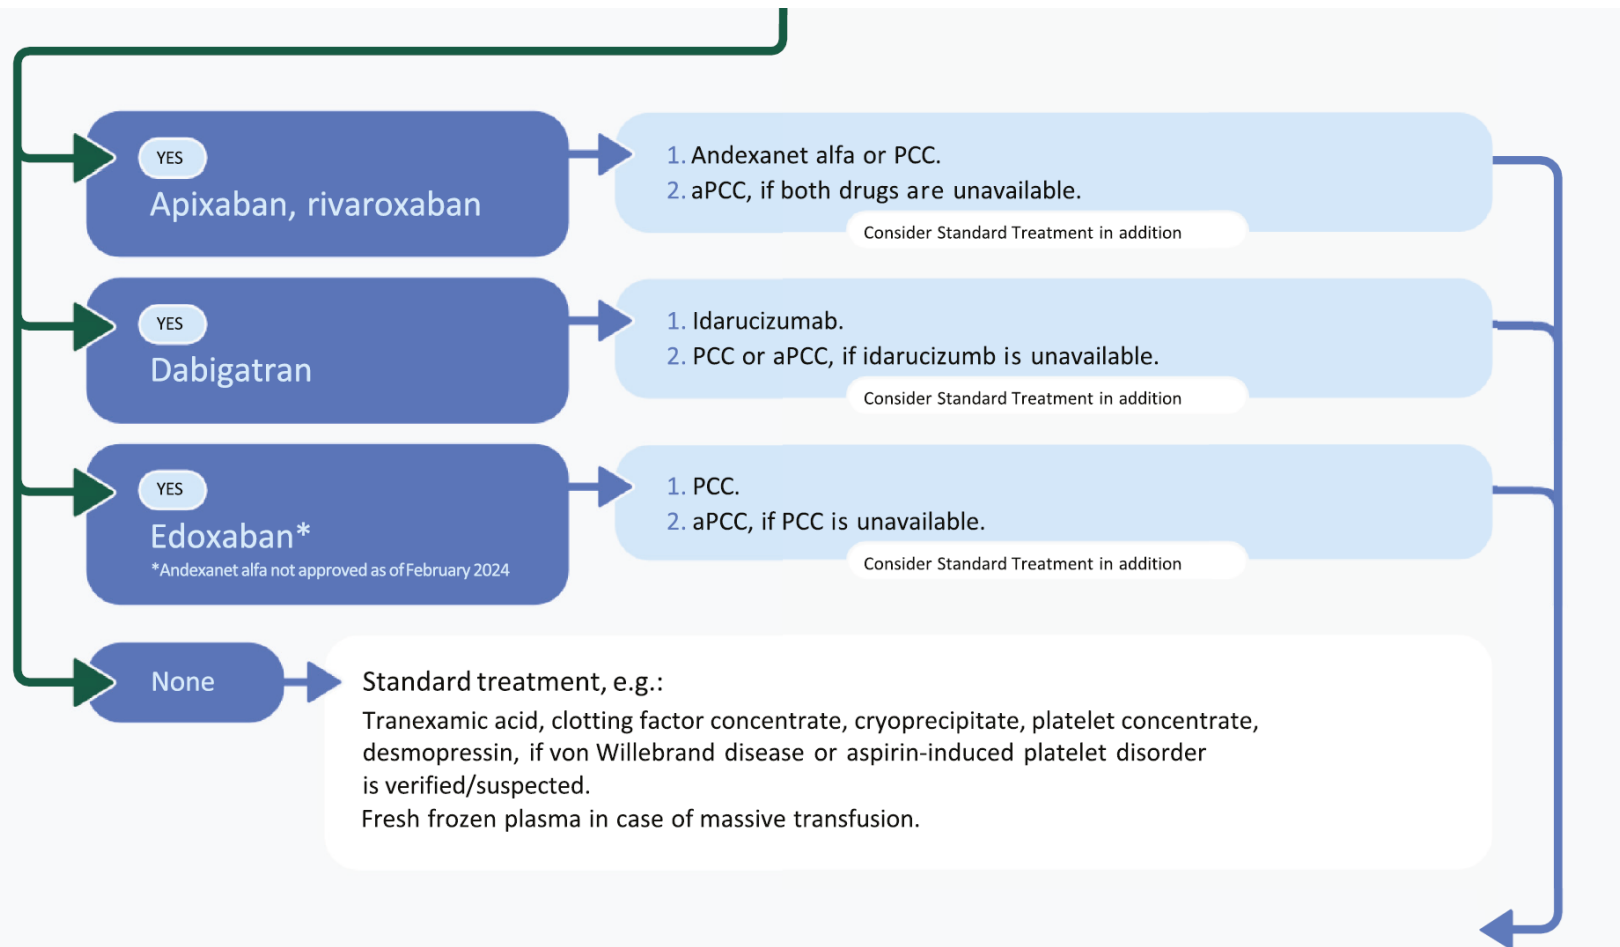 YES
Apixaban, rivaroxaban
1. Andexanet alfa or PCC.
2. aPCC, if both drugs are unavailable.
Consider Standard Treatment in addition
YES
Dabigatran
1. Idarucizumab.
2. PCC or aPCC, if idarucizumb is unavailable.
Consider Standard Treatment in addition
YES
Edoxaban*
*Andexanet alfa not approved as of February 2024
1. PCC.
2. aPCC, if PCC is unavailable.
Consider Standard Treatment in addition
None
Standard treatment, e.g.:
Tranexamic acid, clotting factor concentrate, cryoprecipitate, platelet concentrate,
desmopressin, if von Willebrand disease or aspirin-induced platelet disorder
is verified/suspected.
Fresh frozen plasma in case of massive transfusion.